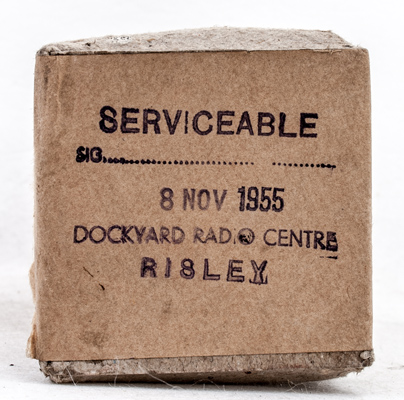 SERVICEABLE
SIG................................ ................
8 NOV 1955
DOCKYARD RADIO CENTRE
RISLEY